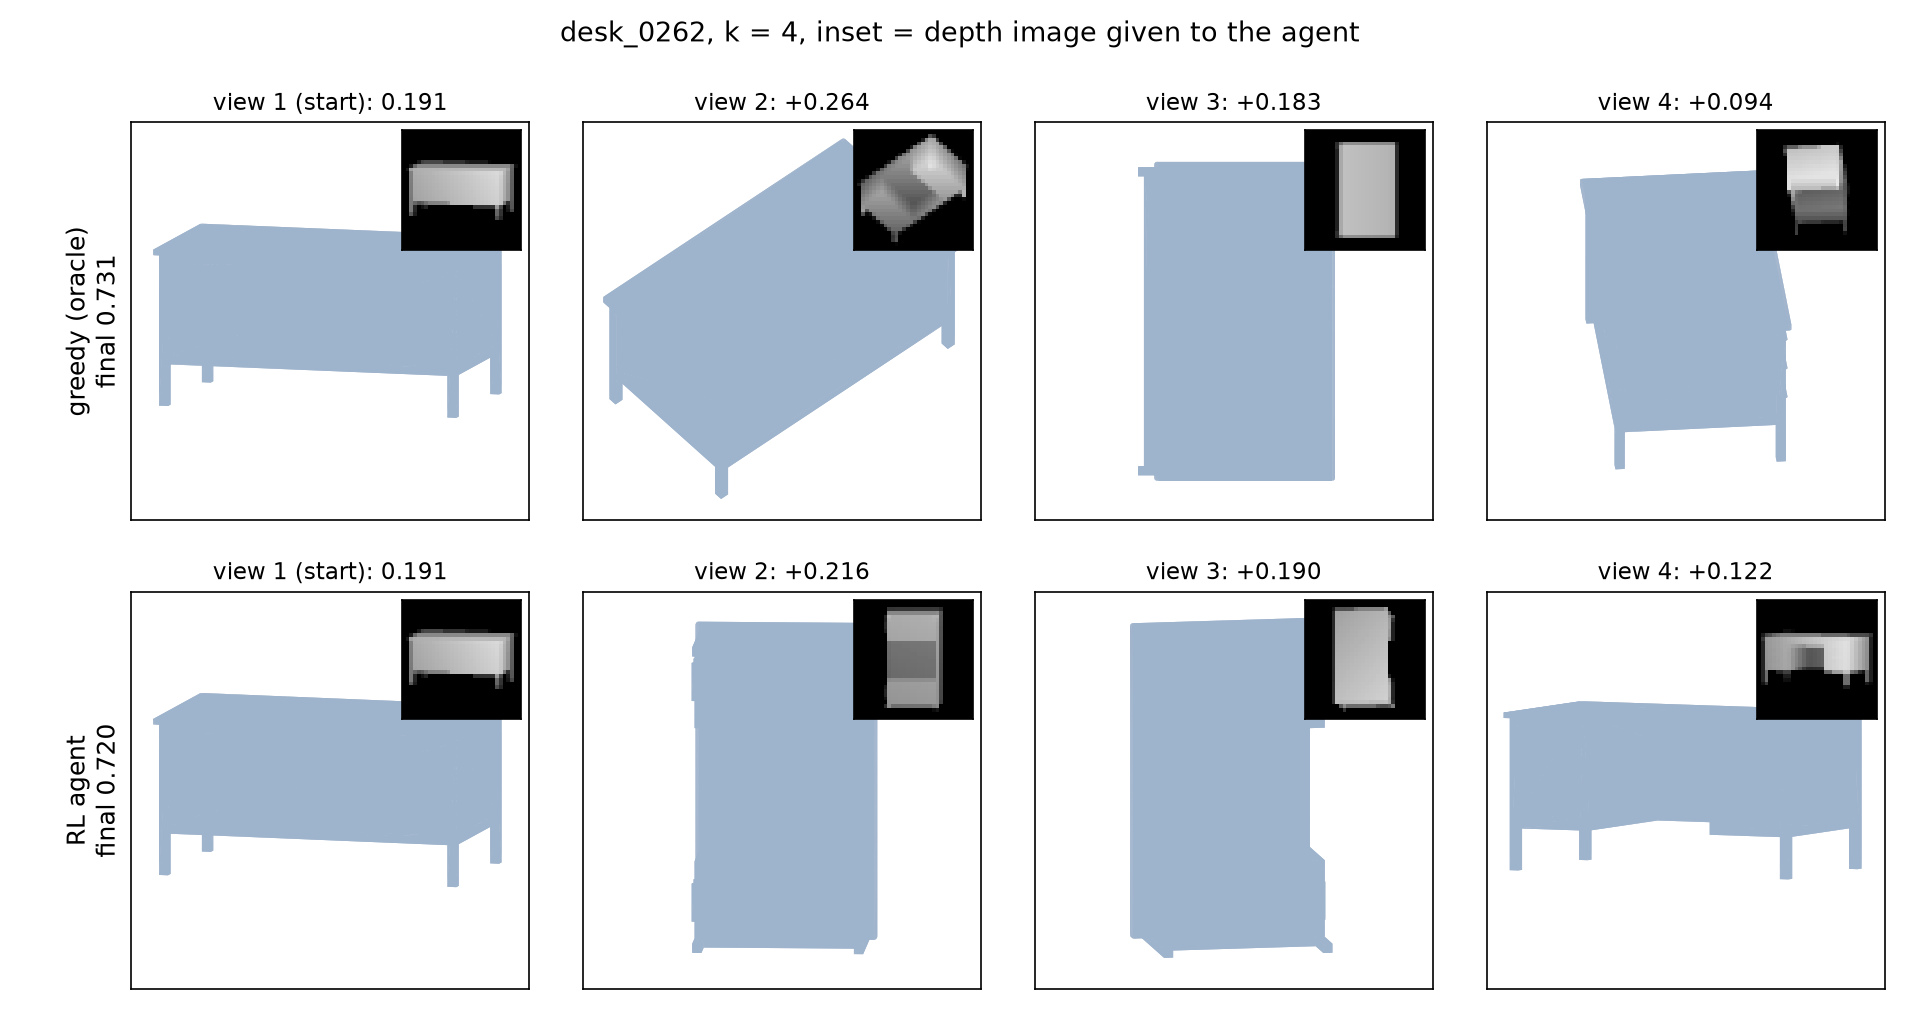 desk_0262, k = 4, inset = depth image given to the agent
view 1 (start): 0.191
view 2: +0.264
view 3: +0.183
view 4: +0.094
greedy (oracle)
final 0.731
view 1 (start): 0.191
view 2: +0.216
view 3: +0.190
view 4: +0.122
RL agent
final 0.720